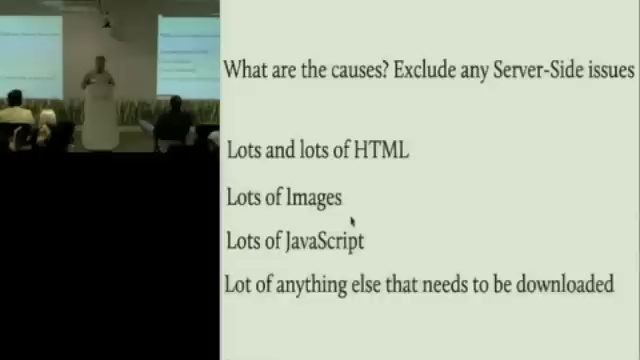 What are the causes? Exclude any Server-Side issues
Lots and lots of HTML
Lots of Images
Lots of JavaScript
Lot of anything else that needs to be downloaded